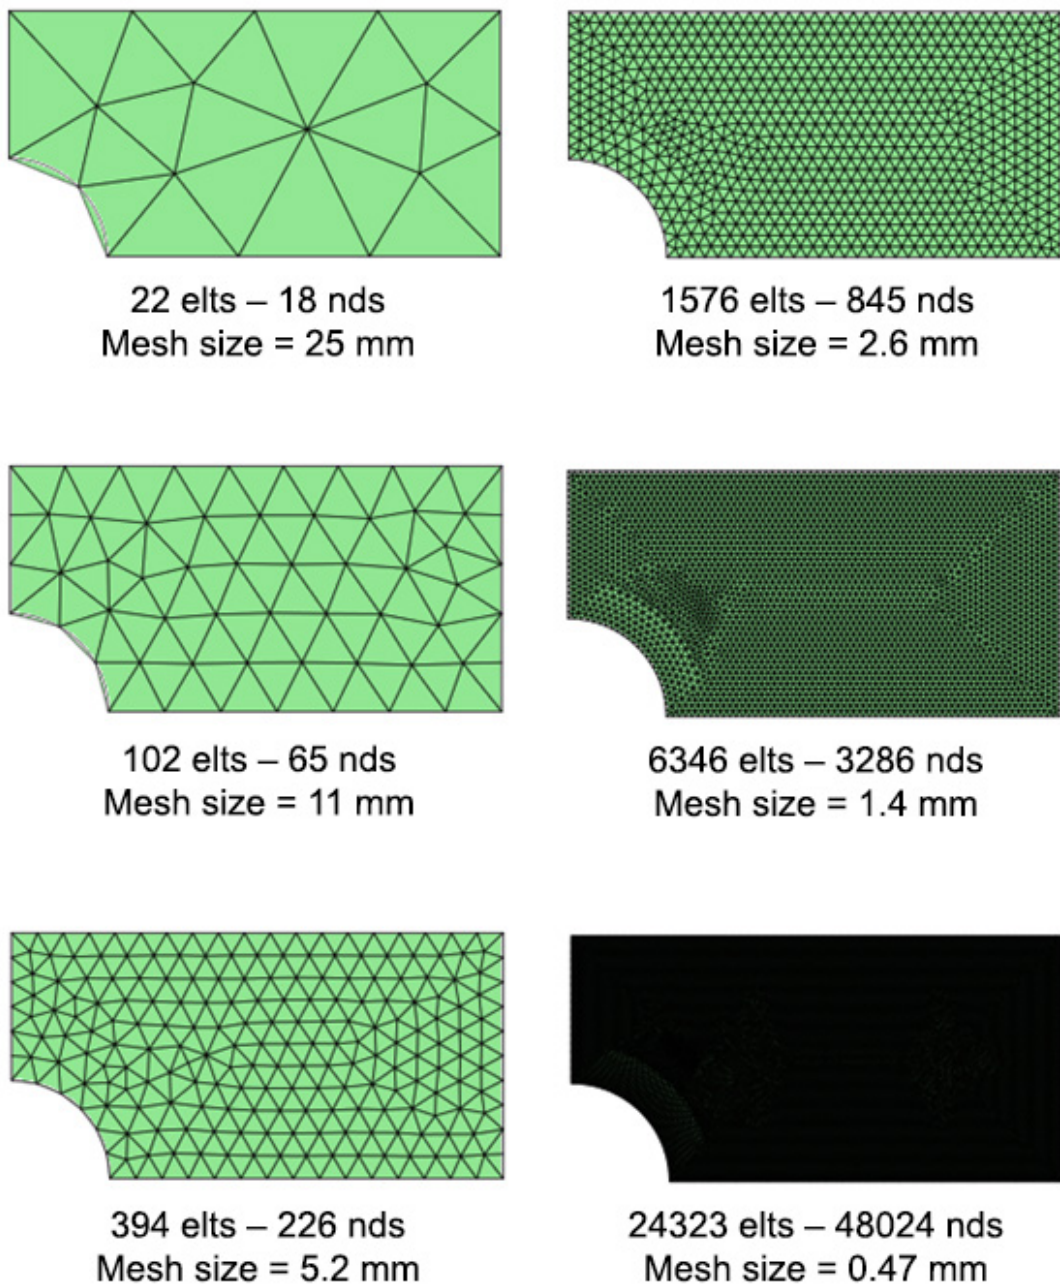 22 elts – 18 nds
Mesh size = 25 mm
1576 elts – 845 nds
Mesh size = 2.6 mm
102 elts – 65 nds
Mesh size = 11 mm
6346 elts – 3286 nds
Mesh size = 1.4 mm
394 elts – 226 nds
Mesh size = 5.2 mm
24323 elts – 48024 nds
Mesh size = 0.47 mm